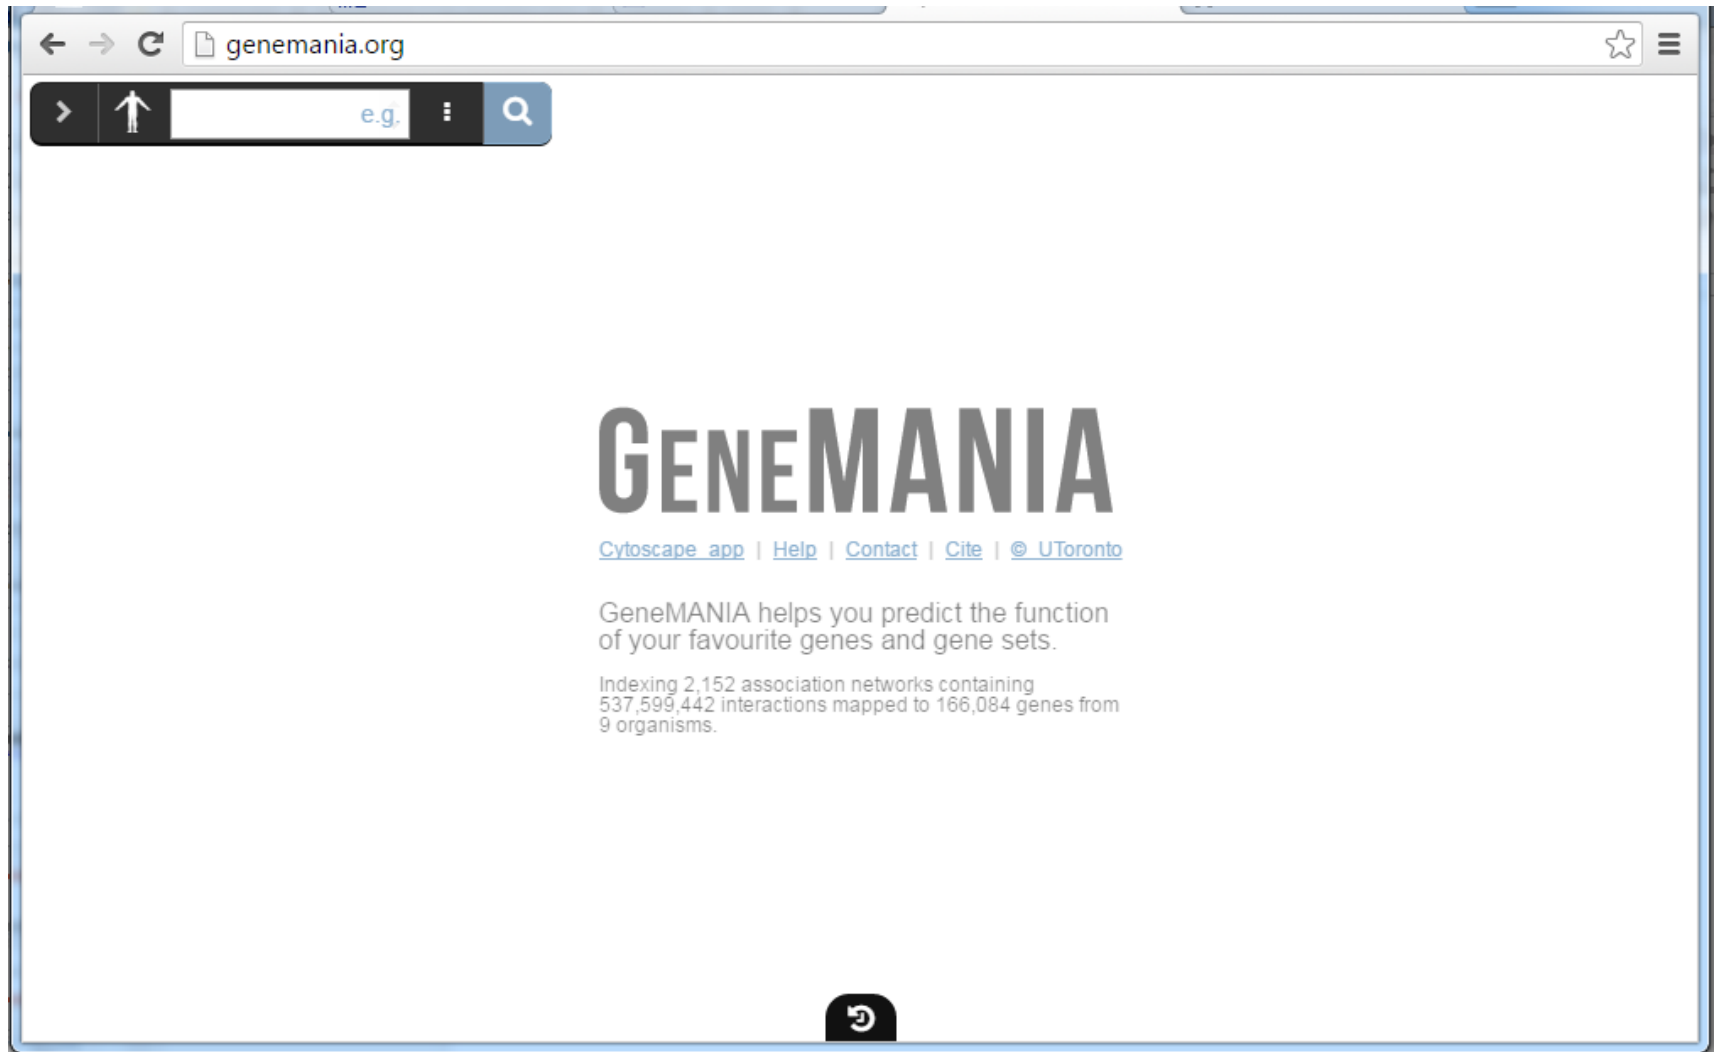 genemania.org
e.g.
GENEMANIA
Cytoscape app | Help | Contact | Cite | © UToronto
GeneMANIA helps you predict the function
of your favourite genes and gene sets.
Indexing 2,152 association networks containing
537,599,442 interactions mapped to 166,084 genes from
9 organisms.